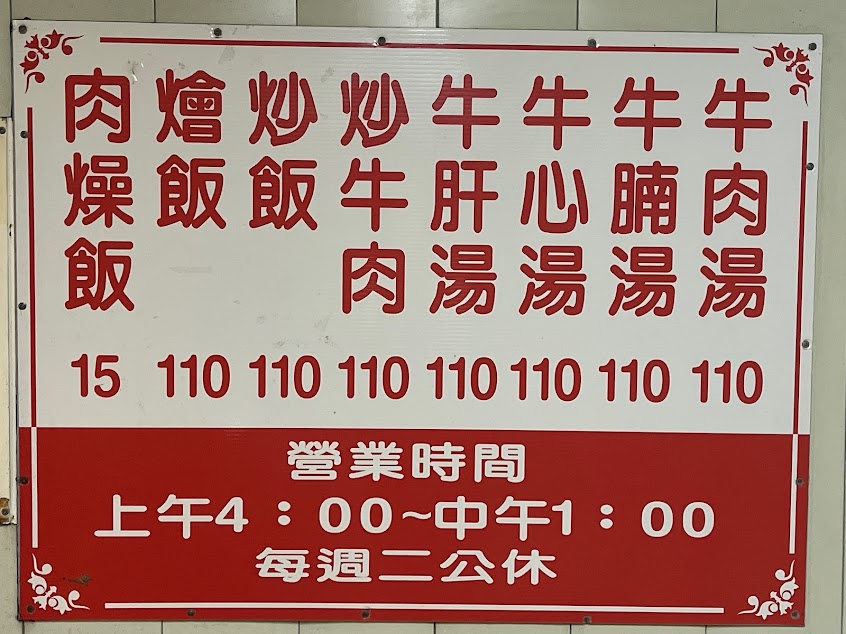 牛肉湯 110
牛腩湯 110
牛心湯 110
牛肝湯 110
炒牛肉 110
炒飯 110
燴飯 110
肉燥飯 15
營業時間
上午4：00~中午1：00
每週二公休